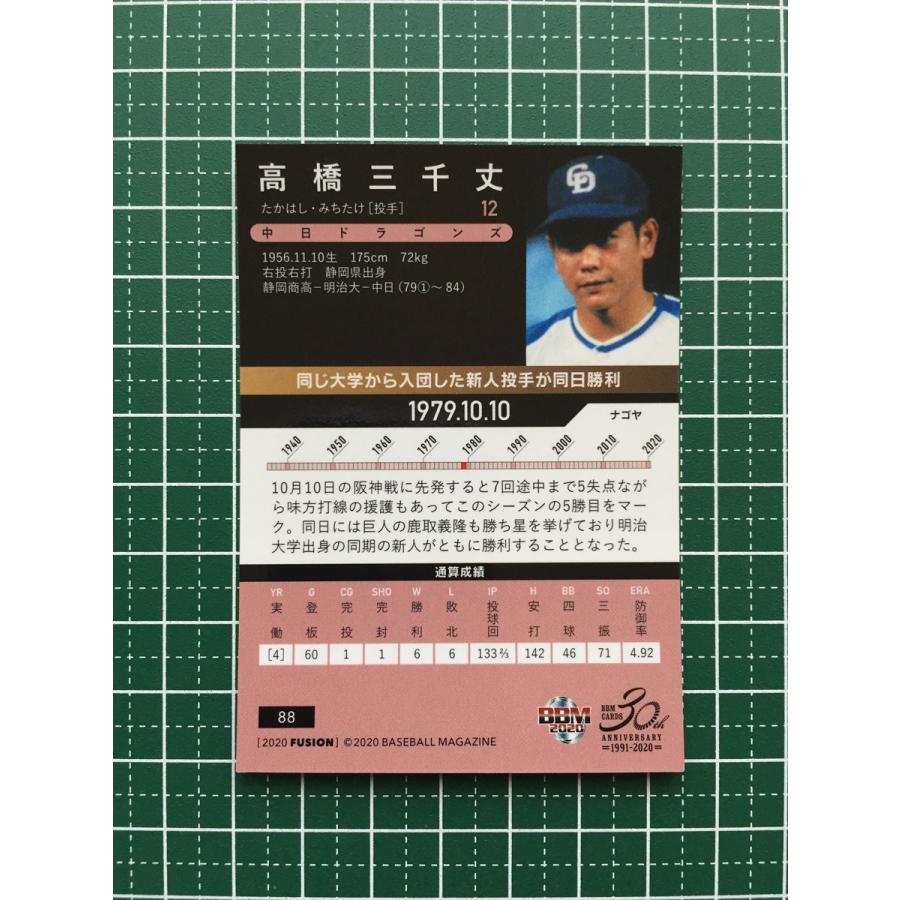 高橋三千丈
たかはし・みちたけ[投手] 12
中日ドラゴンズ
1956.11.10生 175cm 72kg
右投右打 静岡県出身
静岡商高−明治大−中日(79①〜84)
CD
同じ大学から入団した新人投手が同日勝利
1979.10.10 ナゴヤ
1940 1950 1960 1970 1980 1990 2000 2010 2020
10月10日の阪神戦に先発すると7回途中まで5失点なが
ら味方打線の援護もあってこのシーズンの5勝目をマー
ク。同日には巨人の鹿取義隆も勝ち星を挙げており明治
大学出身の同期の新人がともに勝利することとなった。
通算成績
YR G CG SHO W L IP H BB SO ERA
実働 登板 完投 完封 勝利 敗北 投球回 安打 四球 三振 防御率
[4] 60 1 1 6 6 133⅔ 142 46 71 4.92
88
BBM
2020
BBM
CARDS
30th
ANNIVERSARY
1991-2020
[2020 FUSION] ©2020 BASEBALL MAGAZINE